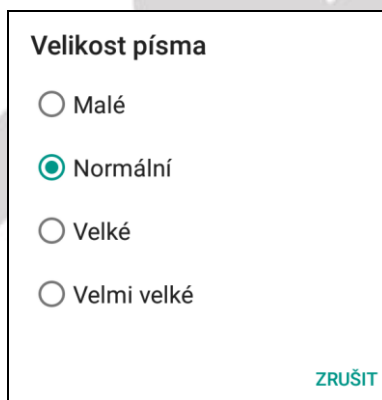 Velikost písma
Malé
Normální
Velké
Velmi velké
ZRUŠIT